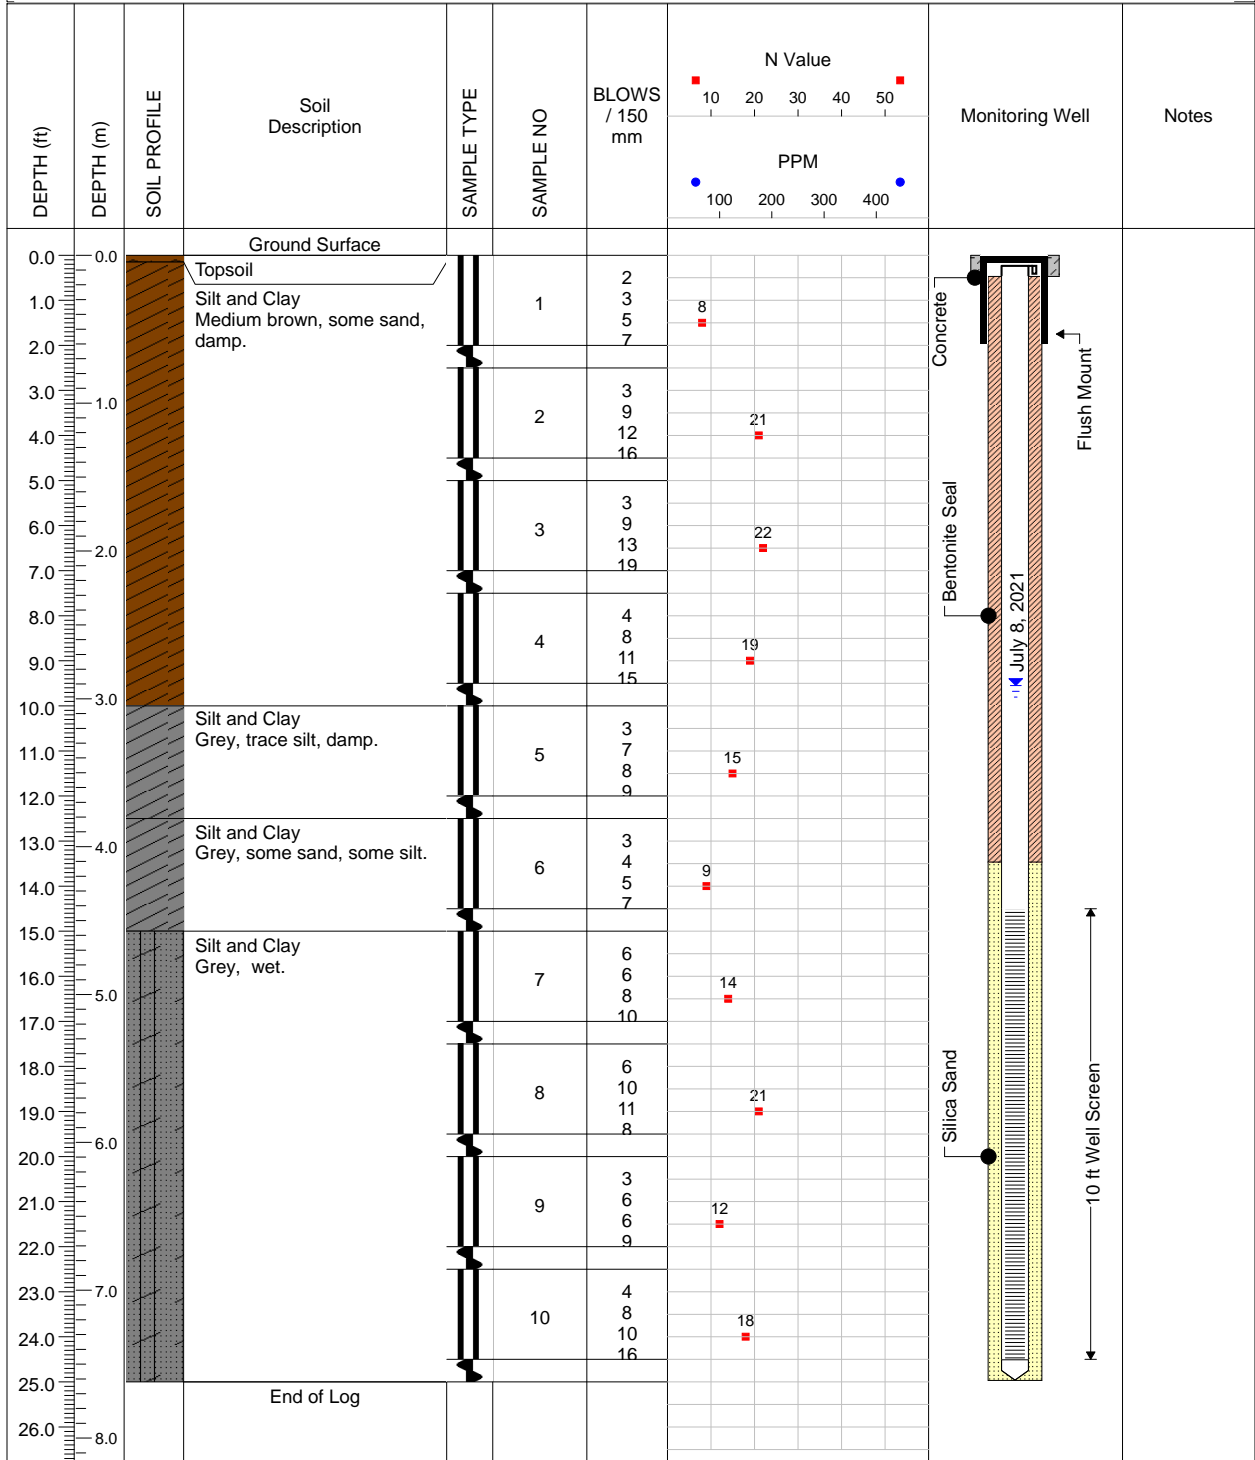 DEPTH (ft)
DEPTH (m)
SOIL PROFILE
Soil
Description
SAMPLE TYPE
SAMPLE NO
BLOWS
/ 150
mm
N Value
10 20 30 40 50
PPM
100 200 300 400
Monitoring Well
Notes
Ground Surface
0.0
1.0
2.0
3.0
4.0
5.0
6.0
7.0
8.0
9.0
10.0
11.0
12.0
13.0
14.0
15.0
16.0
17.0
18.0
19.0
20.0
21.0
22.0
23.0
24.0
25.0
26.0
0.0
1.0
2.0
3.0
4.0
5.0
6.0
7.0
8.0
Topsoil
Silt and Clay
Medium brown, some sand,
damp.
Silt and Clay
Grey, trace silt, damp.
Silt and Clay
Grey, some sand, some silt.
Silt and Clay
Grey, wet.
End of Log
1
2
3
4
5
6
7
8
9
10
2
3
5
7
3
9
12
16
3
9
13
19
4
8
11
15
3
7
8
9
3
4
5
7
6
6
8
10
6
10
11
8
3
6
6
9
4
8
10
16
8
21
22
19
15
9
14
21
12
18
Concrete
Flush Mount
Bentonite Seal
July 8, 2021
Silica Sand
10 ft Well Screen